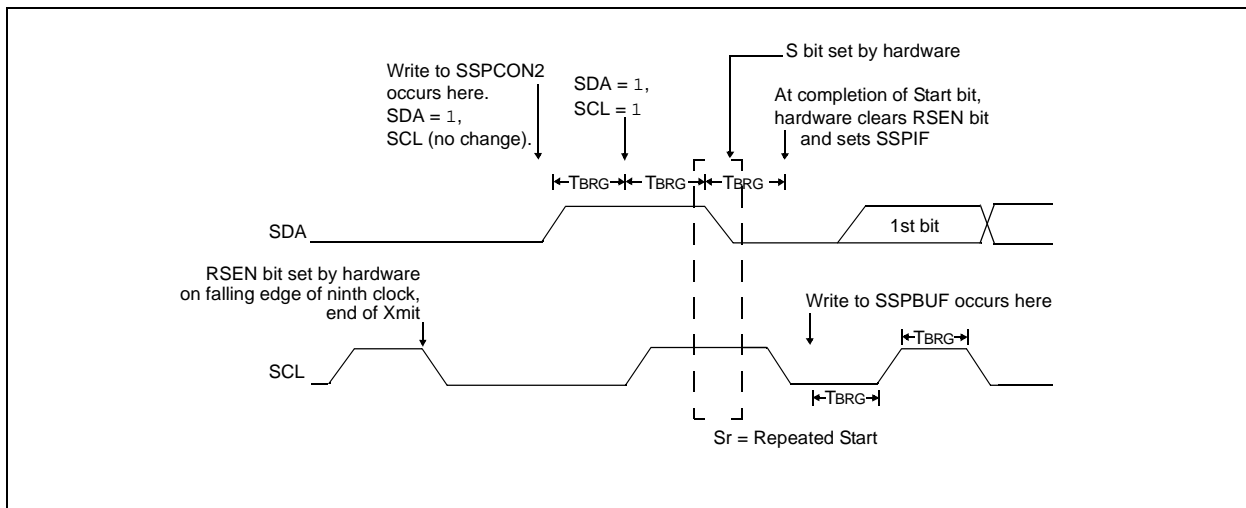 S bit set by hardware
Write to SSPCON2
occurs here.
SDA = 1,
SCL (no change).
SDA = 1,
SCL = 1
At completion of Start bit,
hardware clears RSEN bit
and sets SSPIF
TBRG
TBRG
TBRG
SDA
1st bit
RSEN bit set by hardware
on falling edge of ninth clock,
end of Xmit
Write to SSPBUF occurs here
TBRG
SCL
TBRG
Sr = Repeated Start